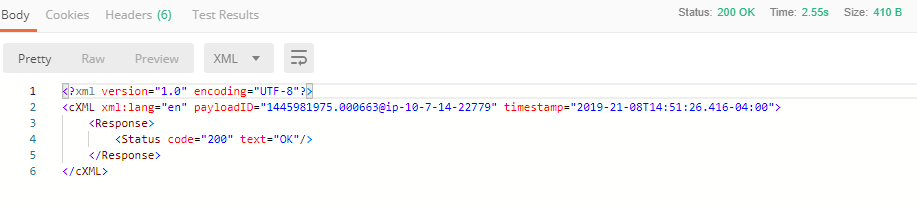 Body Cookies Headers (6) Test Results Status: 200 OK Time: 2.55s Size: 410 B
Pretty Raw Preview XML
1 <?xml version="1.0" encoding="UTF-8"?>
2 <cXML xml:lang="en" payloadID="1445981975.000663@ip-10-7-14-22779" timestamp="2019-21-08T14:51:26.416-04:00">
3 <Response>
4 <Status code="200" text="OK"/>
5 </Response>
6 </cXML>